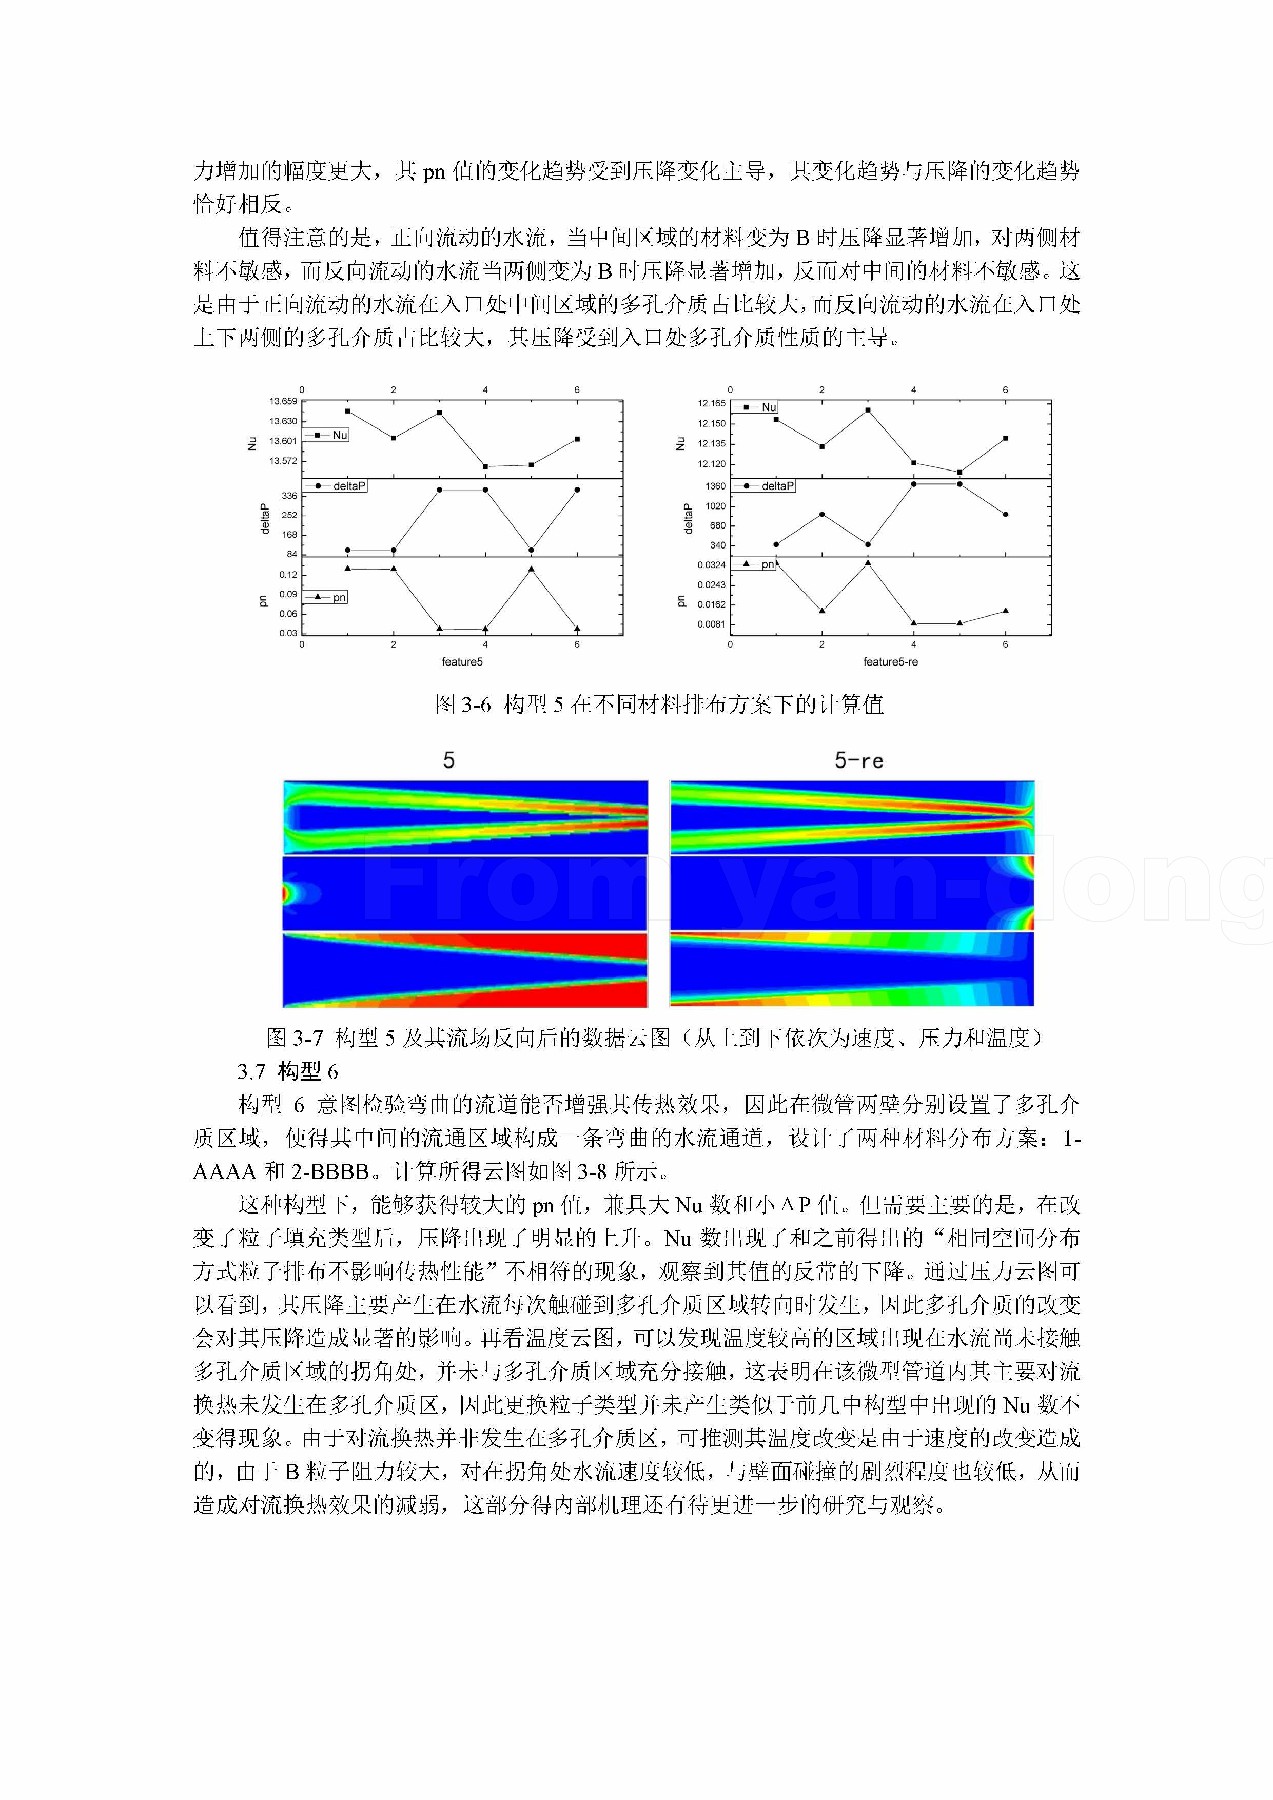 力增加的幅度更大，其 pn 值的变化趋势受到压降变化主导，其变化趋势与压降的变化趋势
恰好相反。
值得注意的是，正向流动的水流，当中间区域的材料变为 B 时压降显著增加，对两侧材
料不敏感，而反向流动的水流当两侧变为 B 时压降显著增加，反而对中间的材料不敏感。这
是由于正向流动的水流在入口处中间区域的多孔介质占比较大，而反向流动的水流在入口处
上下两侧的多孔介质占比较大，其压降受到入口处多孔介质性质的主导。
0 2 4 6
13.659
13.630
13.601
13.572
Nu
Nu
deltaP
336
252
168
84
deltaP
0.12
0.09
0.06
0.03
pn
pn
0 2 4 6
feature5
0 2 4 6
12.165
12.150
12.135
12.120
Nu
Nu
deltaP
1360
1020
680
340
deltaP
0.0324
0.0243
0.0162
0.0081
pn
pn
0 2 4 6
feature5-re
图 3-6 构型 5 在不同材料排布方案下的计算值
5
5-re
From yan-dong
图 3-7 构型 5 及其流场反向后的数据云图（从上到下依次为速度、压力和温度）
3.7 构型 6
构型 6 意图检验弯曲的流道能否增强其传热效果，因此在微管两壁分别设置了多孔介
质区域，使得其中间的流通区域构成一条弯曲的水流通道，设计了两种材料分布方案：1-
AAAA 和 2-BBBB。计算所得云图如图 3-8 所示。
这种构型下，能够获得较大的 pn 值，兼具大 Nu 数和小 ΔP 值。但需要主要的是，在改
变了粒子填充类型后，压降出现了明显的上升。Nu 数出现了和之前得出的“相同空间分布
方式粒子排布不影响传热性能”不相符的现象，观察到其值的反常的下降。通过压力云图可
以看到，其压降主要产生在水流每次触碰到多孔介质区域转向时发生，因此多孔介质的改变
会对其压降造成显著的影响。再看温度云图，可以发现温度较高的区域出现在水流尚未接触
多孔介质区域的拐角处，并未与多孔介质区域充分接触，这表明在该微型管道内其主要对流
换热未发生在多孔介质区，因此更换粒子类型并未产生类似于前几中构型中出现的 Nu 数不
变得现象。由于对流换热并非发生在多孔介质区，可推测其温度改变是由于速度的改变造成
的，由于 B 粒子阻力较大，对在拐角处水流速度较低，与壁面碰撞的剧烈程度也较低，从而
造成对流换热效果的减弱，这部分得内部机理还有待更进一步的研究与观察。